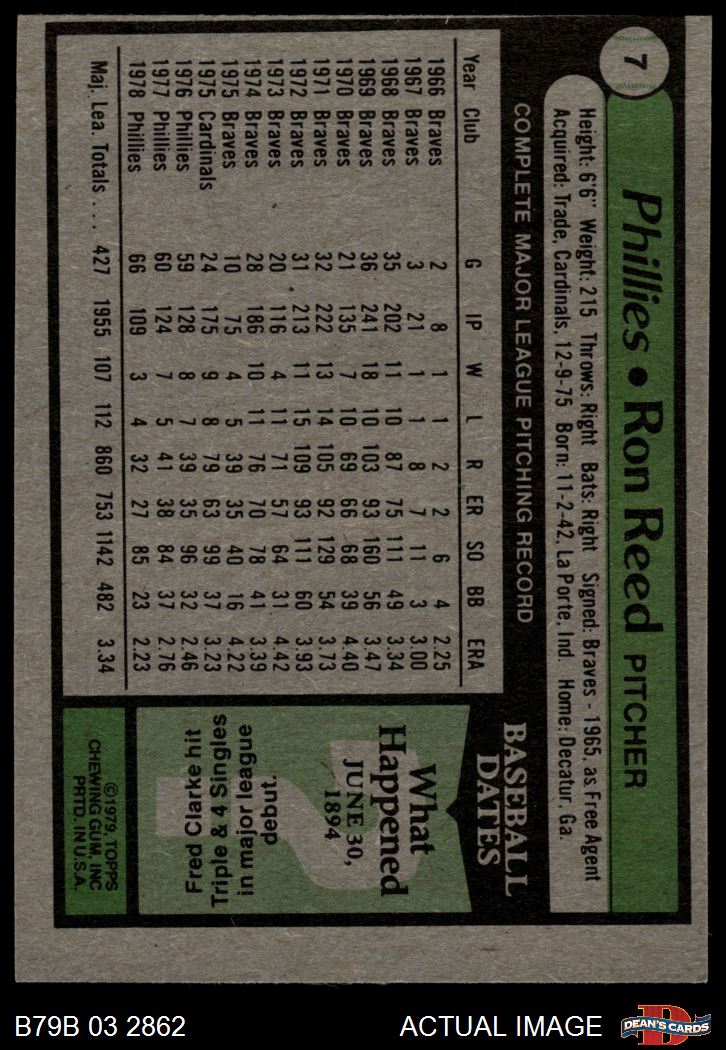 7
Phillies • Ron Reed PITCHER
Height: 6'6" Weight: 215 Throws: Right Bats: Right Signed: Braves - 1965, as Free Agent
Acquired: Trade, Cardinals, 12-9-75 Born: 11-2-42, La Porte, Ind. Home: Decatur, Ga.
COMPLETE MAJOR LEAGUE PITCHING RECORD
Year Club G IP W L R ER SO BB ERA
1966 Braves 2 8 1 1 2 2 6 4 2.25
1967 Braves 3 21 1 1 8 7 11 3 3.00
1968 Braves 35 202 11 10 87 75 111 49 3.34
1969 Braves 36 241 18 10 103 93 160 56 3.47
1970 Braves 21 135 7 10 69 66 68 39 4.40
1971 Braves 32 222 13 14 105 92 129 54 3.73
1972 Braves 31 213 11 15 109 93 111 60 3.93
1973 Braves 20 116 4 11 71 57 64 31 4.42
1974 Braves 28 186 10 11 76 70 78 41 3.39
1975 Braves 10 75 4 5 39 35 40 16 4.22
1975 Cardinals 24 175 9 8 79 63 99 37 3.23
1976 Phillies 59 128 8 7 39 35 96 32 2.46
1977 Phillies 60 124 7 5 41 38 84 37 2.76
1978 Phillies 66 109 3 4 32 27 85 23 2.23
Maj. Lea. Totals . . . 427 1955 107 112 860 753 1142 482 3.34
BASEBALL
DATES
What
Happened
JUNE 30,
1894
Fred Clarke hit
Triple & 4 Singles
in major league
debut.
©1979, TOPPS
CHEWING GUM, INC
PRTD. IN U.S.A.
B79B 03 2862
ACTUAL IMAGE
D
DEAN'S CARDS